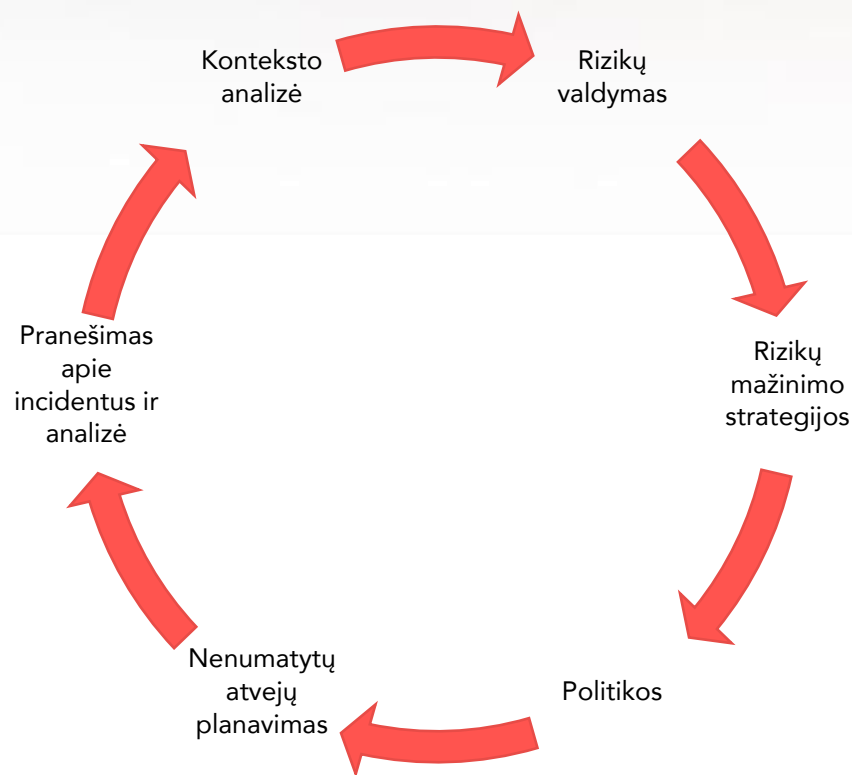 Konteksto
analizė
Rizikų
valdymas
Rizikų
mažinimo
strategijos
Politikos
Nenumatytų
atvejų
planavimas
Pranešimas
apie
incidentus ir
analizė